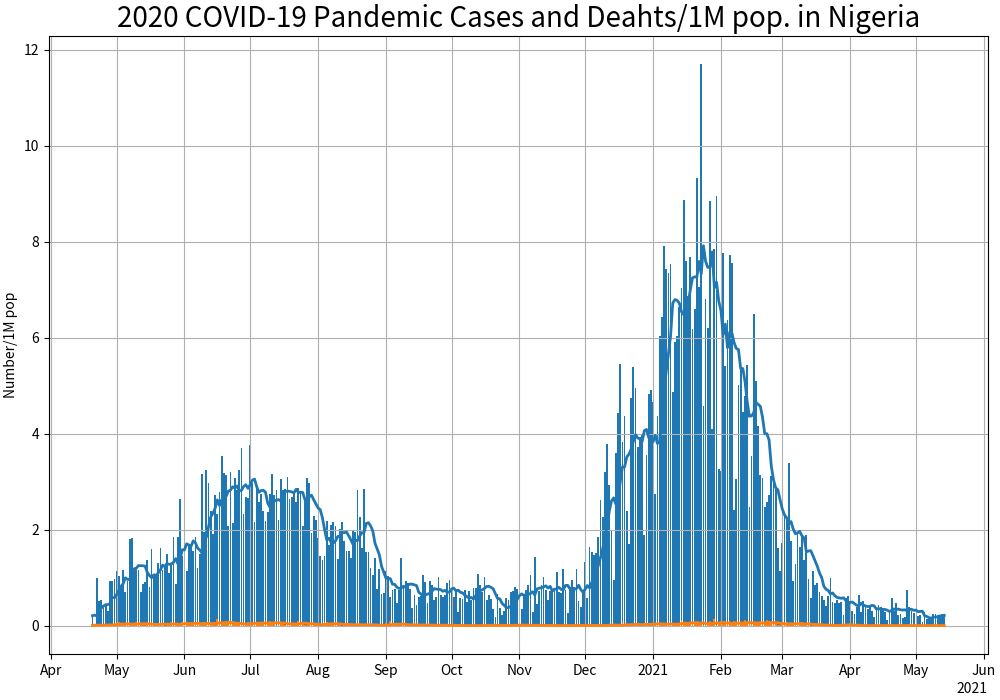 2020 COVID-19 Pandemic Cases and Deahts/1M pop. in Nigeria
Number/1M pop
12
10
8
6
4
2
0
Apr May Jun Jul Aug Sep Oct Nov Dec 2021 Feb Mar Apr May Jun
2021